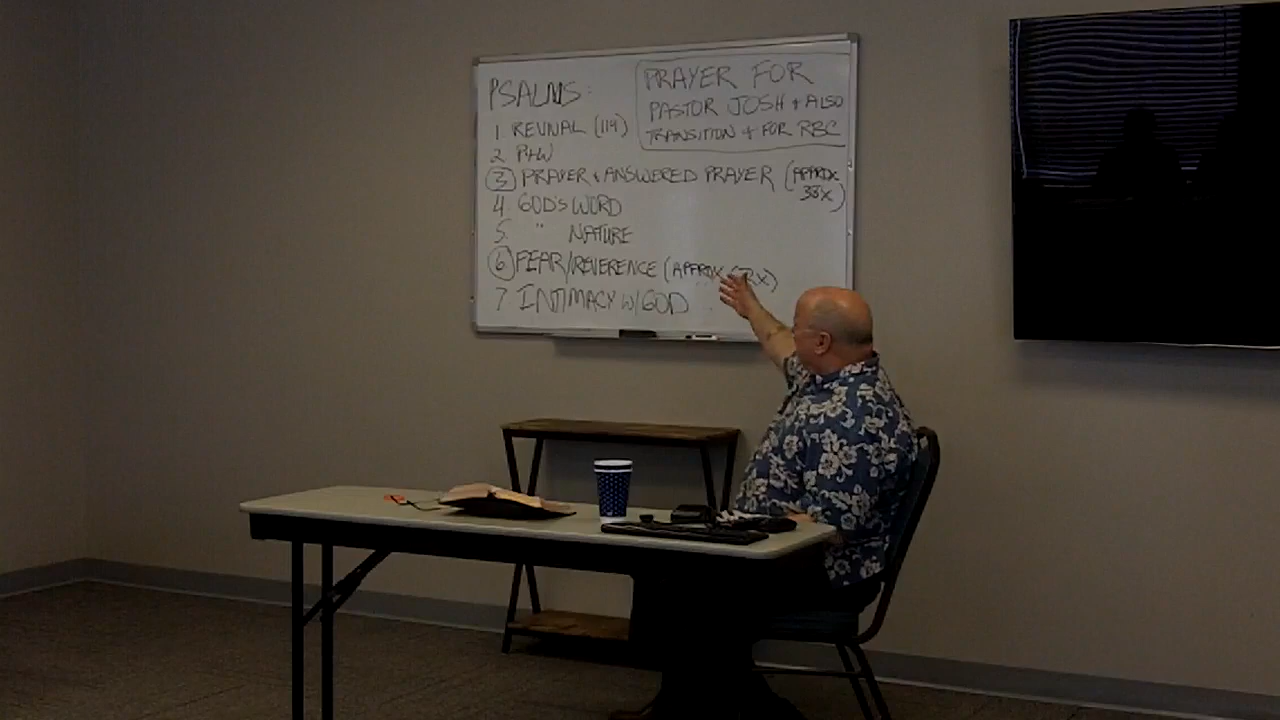 PSALMS:
1. REVIVAL (119)
2 P+W
3 PRAYER + ANSWERED PRAYER (APPROX 38X)
4 GOD'S WORD
5. " NATURE
6 FEAR/REVERENCE (APPROX
7 INTIMACY W/GOD
PRAYER FOR
PASTOR JOSH + ALSO
TRANSITION + FOR RBC